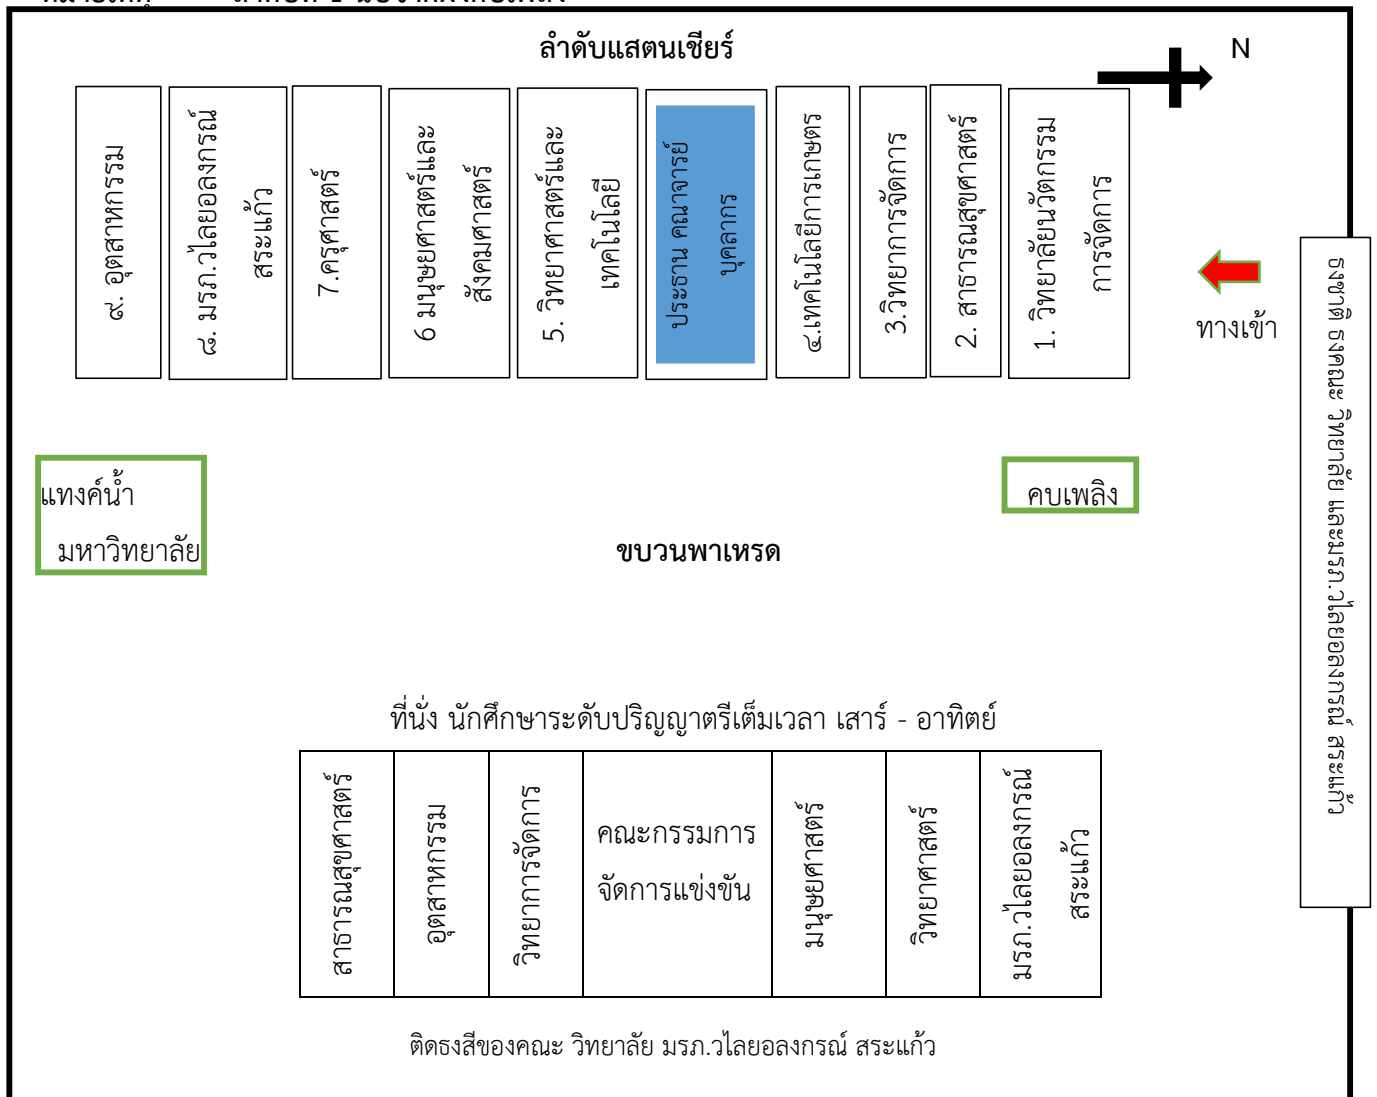 ลำดับแสตนเชียร์
N
๙. อุตสาหกรรม
๘. มรภ.วไลยอลงกรณ์
สระแก้ว
7.ครุศาสตร์
6 มนุษยศาสตร์และ
สังคมศาสตร์
5. วิทยาศาสตร์และ
เทคโนโลยี
ประธาน คณาจารย์
บุคลากร
๔.เทคโนโลยีการเกษตร
3.วิทยาการจัดการ
2. สาธารณสุขศาสตร์
1. วิทยาลัยนวัตกรรม
การจัดการ
ทางเข้า
ธงชาติ ธงคณะ วิทยาลัย และมรภ.วไลยอลงกรณ์ สระแก้ว
แทงค์น้ำ
มหาวิทยาลัย
คบเพลิง
ขบวนพาเหรด
ที่นั่ง นักศึกษาระดับปริญญาตรีเต็มเวลา เสาร์ - อาทิตย์
สาธารณสุขศาสตร์
อุตสาหกรรม
วิทยาการจัดการ
คณะกรรมการ
จัดการแข่งขัน
มนุษยศาสตร์
วิทยาศาสตร์
มรภ.วไลยอลงกรณ์
สระแก้ว
ติดธงสีของคณะ วิทยาลัย มรภ.วไลยอลงกรณ์ สระแก้ว